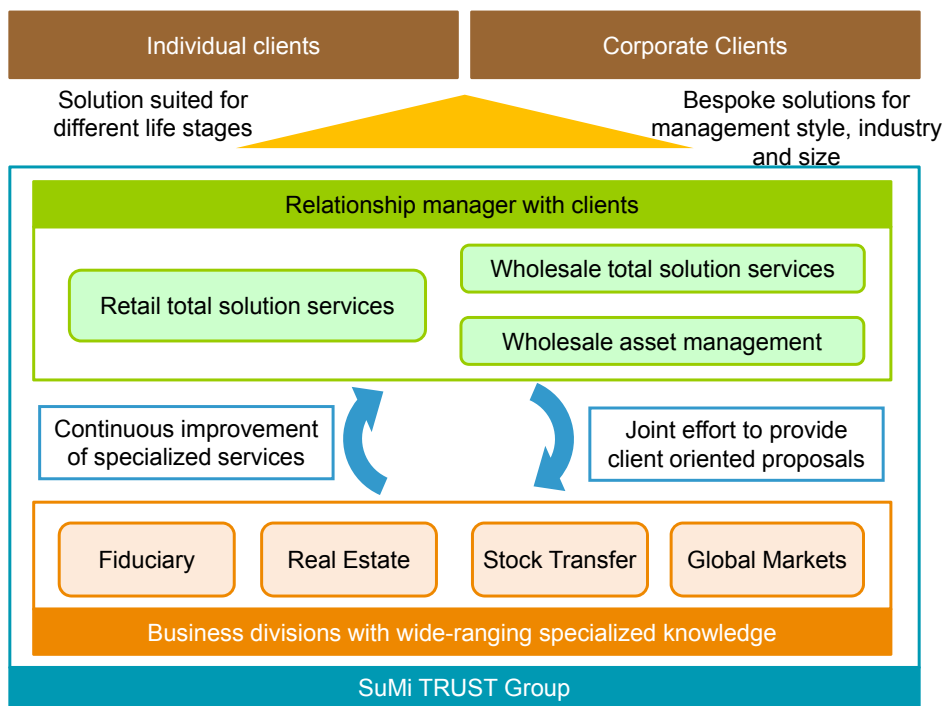 Individual clients
Corporate Clients
Solution suited for
different life stages
Bespoke solutions for
management style, industry
and size
Relationship manager with clients
Retail total solution services
Wholesale total solution services
Wholesale asset management
Continuous improvement
of specialized services
Joint effort to provide
client oriented proposals
Fiduciary
Real Estate
Stock Transfer
Global Markets
Business divisions with wide-ranging specialized knowledge
SuMi TRUST Group